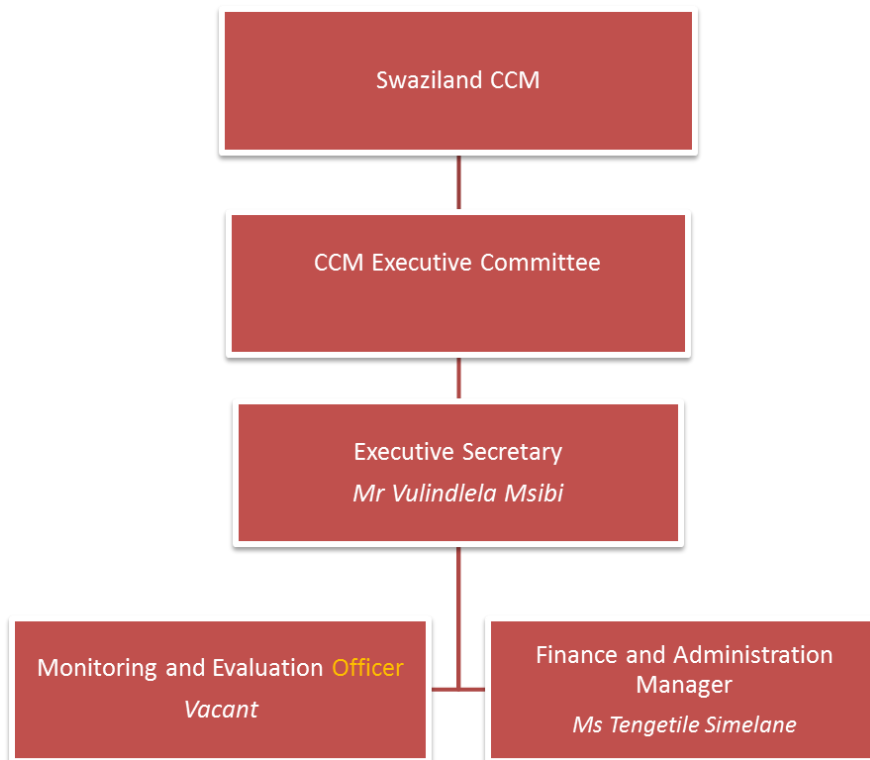 Swaziland CCM
CCM Executive Committee
Executive Secretary
Mr Vulindlela Msibi
Monitoring and Evaluation Officer
Vacant
Finance and Administration
Manager
Ms Tengetile Simelane